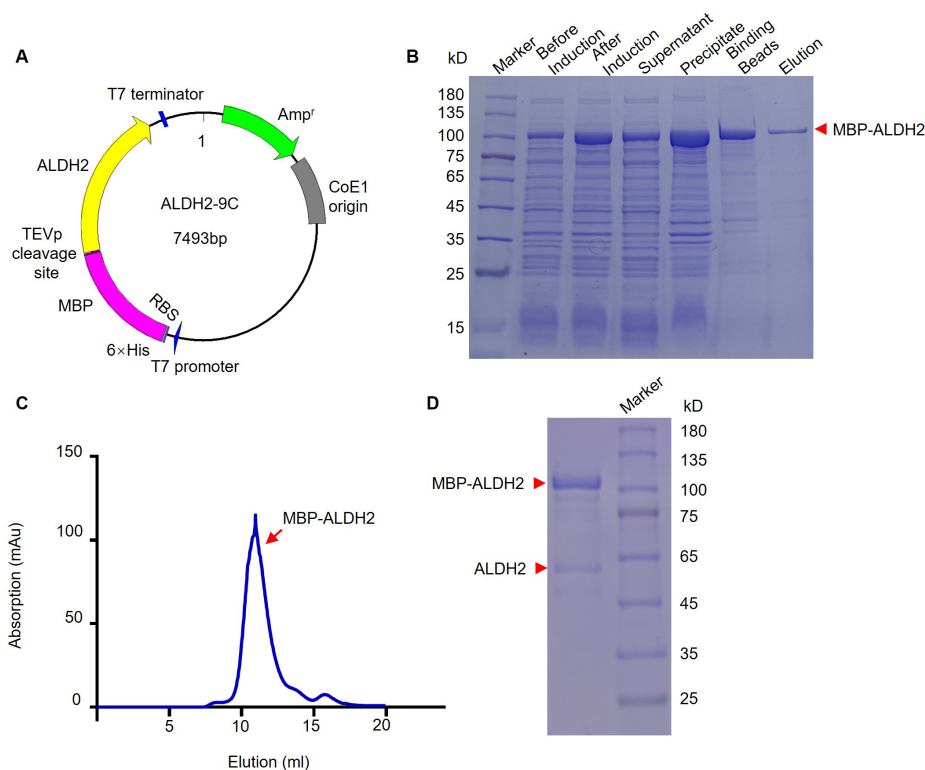 A
T7 terminator
Ampʳ
1
ALDH2
CoE1
origin
ALDH2-9C
7493bp
TEVp
cleavage
site
MBP
RBS
6×His
T7 promoter
B
kD
Marker
Before
Induction
After
Induction
Supernatant
Precipitate
Binding
Beads
Elution
180
135
100
75
65
45
35
25
15
MBP-ALDH2
C
Absorption (mAu)
150
100
50
0
5
10
15
20
Elution (ml)
MBP-ALDH2
D
Marker
kD
180
135
100
75
65
45
35
25
MBP-ALDH2
ALDH2